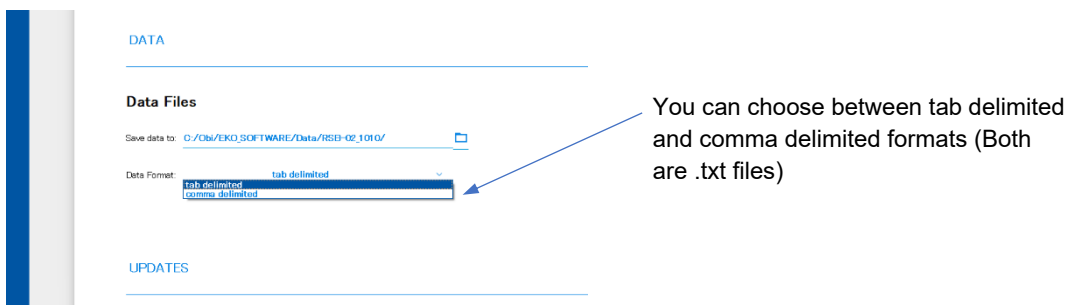 DATA
Data Files
Save data to: C:/Obi/EKO_SOFTWARE/Data/RSB-02_1010/
Data Format: tab delimited
tab delimited
comma delimited
UPDATES
You can choose between tab delimited
and comma delimited formats (Both
are .txt files)